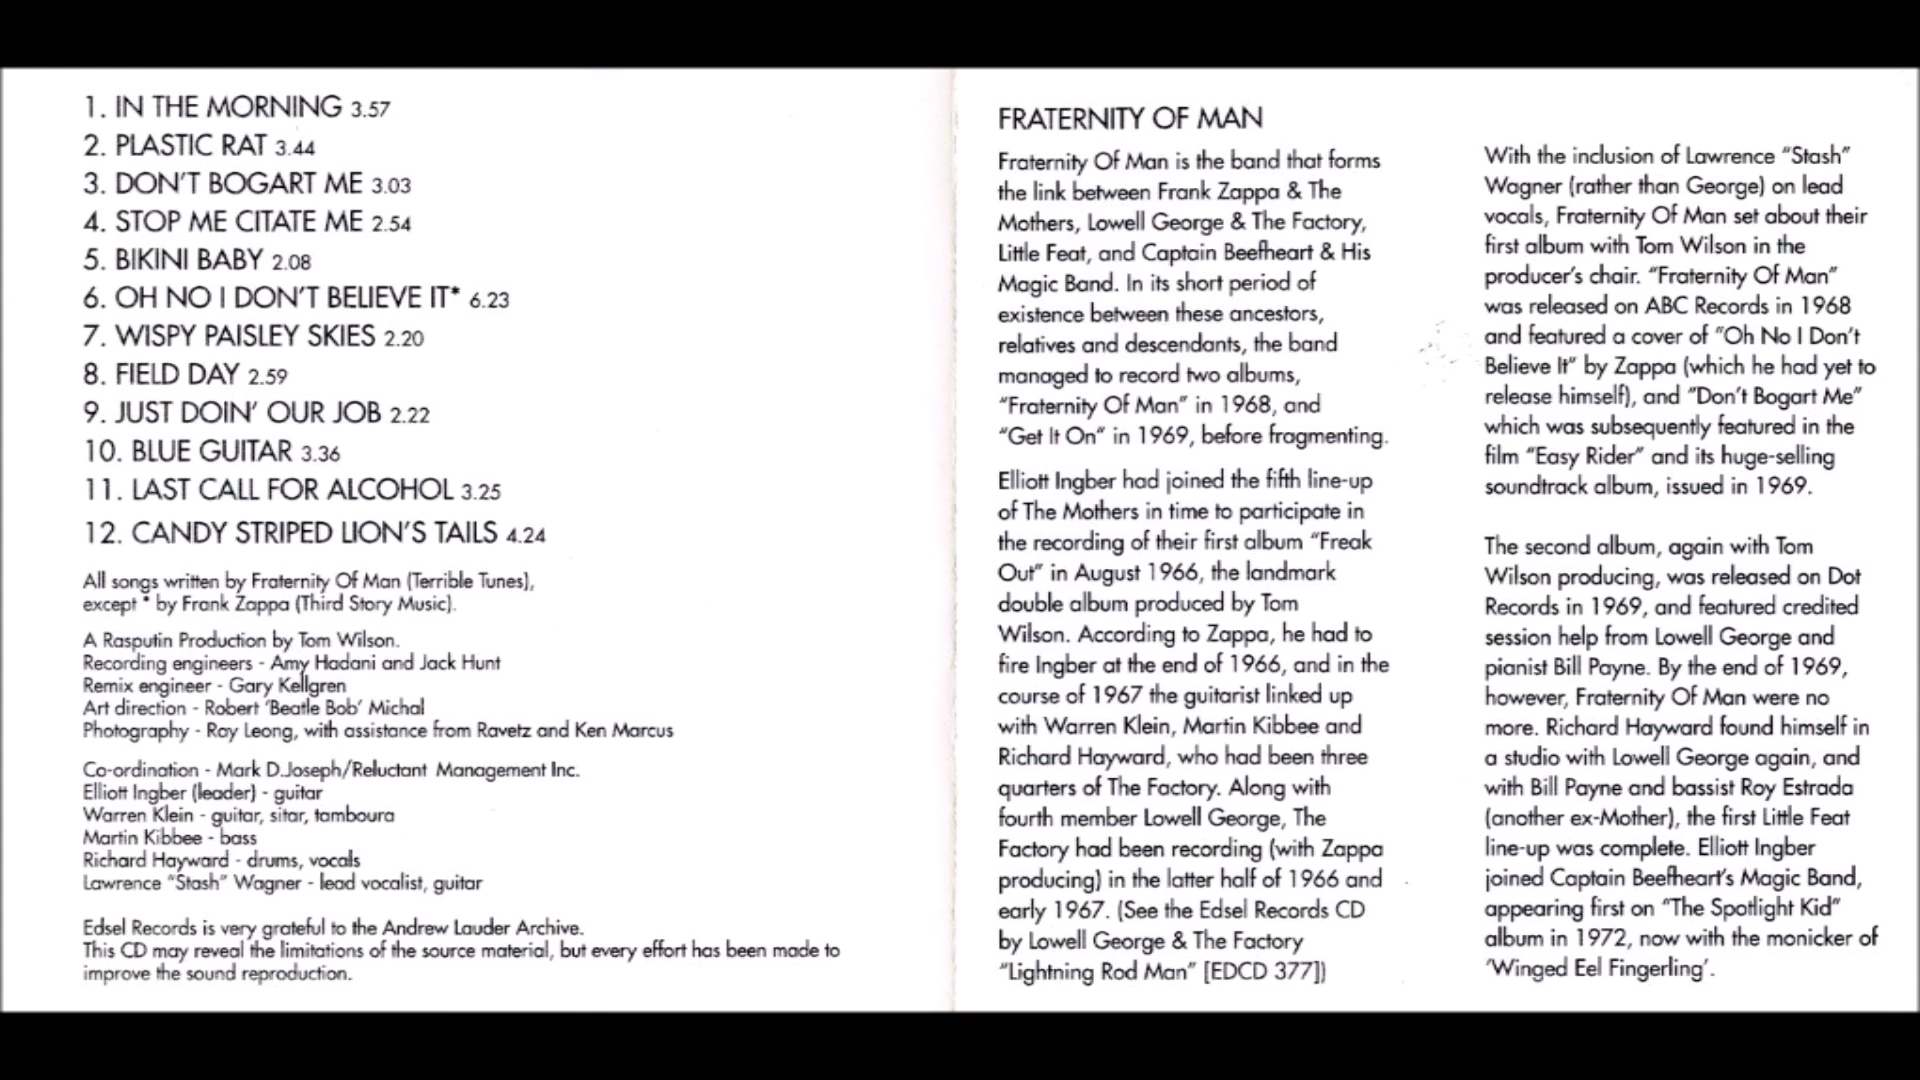 1. IN THE MORNING 3.57
2. PLASTIC RAT 3.44
3. DON'T BOGART ME 3.03
4. STOP ME CITATE ME 2.54
5. BIKINI BABY 2.08
6. OH NO I DON'T BELIEVE IT* 6.23
7. WISPY PAISLEY SKIES 2.20
8. FIELD DAY 2.59
9. JUST DOIN' OUR JOB 2.22
10. BLUE GUITAR 3.36
11. LAST CALL FOR ALCOHOL 3.25
12. CANDY STRIPED LION'S TAILS 4.24
All songs written by Fraternity Of Man (Terrible Tunes),
except * by Frank Zappa (Third Story Music).
A Rasputin Production by Tom Wilson.
Recording engineers - Amy Hadani and Jack Hunt
Remix engineer - Gary Kellgren
Art direction - Robert 'Beatle Bob' Michal
Photography - Ray Leong, with assistance from Ravetz and Ken Marcus
Co-ordination - Mark D.Joseph/Reluctant Management Inc.
Elliott Ingber (leader) - guitar
Warren Klein - guitar, sitar, tamboura
Martin Kibbee - bass
Richard Hayward - drums, vocals
Lawrence "Stash" Wagner - lead vocalist, guitar
Edsel Records is very grateful to the Andrew Lauder Archive.
This CD may reveal the limitations of the source material, but every effort has been made to
improve the sound reproduction.
FRATERNITY OF MAN
Fraternity Of Man is the band that forms
the link between Frank Zappa & The
Mothers, Lowell George & The Factory,
Little Feat, and Captain Beefheart & His
Magic Band. In its short period of
existence between these ancestors,
relatives and descendants, the band
managed to record two albums,
"Fraternity Of Man" in 1968, and
"Get It On" in 1969, before fragmenting.
Elliott Ingber had joined the fifth line-up
of The Mothers in time to participate in
the recording of their first album "Freak
Out" in August 1966, the landmark
double album produced by Tom
Wilson. According to Zappa, he had to
fire Ingber at the end of 1966, and in the
course of 1967 the guitarist linked up
with Warren Klein, Martin Kibbee and
Richard Hayward, who had been three
quarters of The Factory. Along with
fourth member Lowell George, The
Factory had been recording (with Zappa
producing) in the latter half of 1966 and
early 1967. (See the Edsel Records CD
by Lowell George & The Factory
"Lightning Rod Man" [EDCD 377])
With the inclusion of Lawrence "Stash"
Wagner (rather than George) on lead
vocals, Fraternity Of Man set about their
first album with Tom Wilson in the
producer's chair. "Fraternity Of Man"
was released on ABC Records in 1968
and featured a cover of "Oh No I Don't
Believe It" by Zappa (which he had yet to
release himself), and "Don't Bogart Me"
which was subsequently featured in the
film "Easy Rider" and its huge-selling
soundtrack album, issued in 1969.
The second album, again with Tom
Wilson producing, was released on Dot
Records in 1969, and featured credited
session help from Lowell George and
pianist Bill Payne. By the end of 1969,
however, Fraternity Of Man were no
more. Richard Hayward found himself in
a studio with Lowell George again, and
with Bill Payne and bassist Roy Estrada
(another ex-Mother), the first Little Feat
line-up was complete. Elliott Ingber
joined Captain Beefheart's Magic Band,
appearing first on "The Spotlight Kid"
album in 1972, now with the monicker of
'Winged Eel Fingerling'.